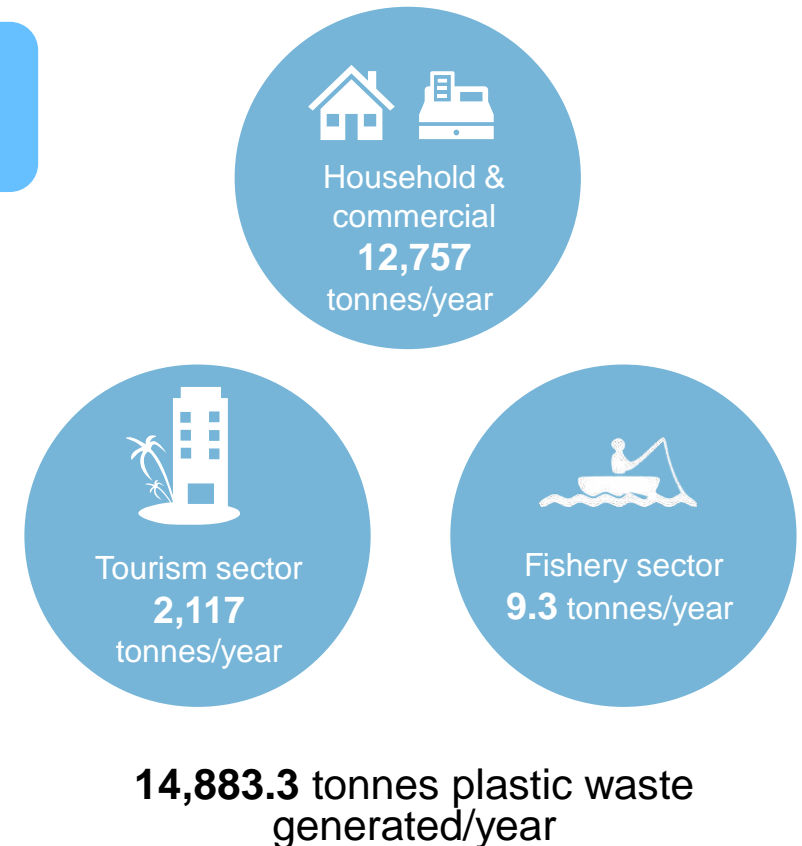 Household &
commercial
12,757
tonnes/year
Tourism sector
2,117
tonnes/year
Fishery sector
9.3 tonnes/year
14,883.3 tonnes plastic waste
generated/year